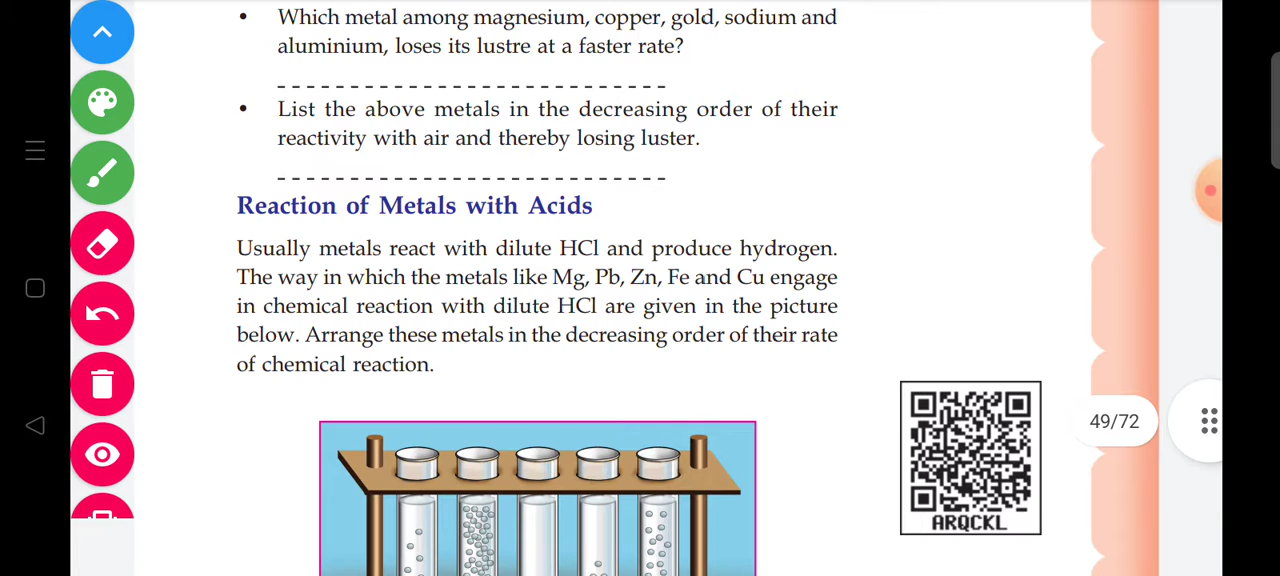 • Which metal among magnesium, copper, gold, sodium and
aluminium, loses its lustre at a faster rate?
• List the above metals in the decreasing order of their
reactivity with air and thereby losing luster.
Reaction of Metals with Acids
Usually metals react with dilute HCl and produce hydrogen.
The way in which the metals like Mg, Pb, Zn, Fe and Cu engage
in chemical reaction with dilute HCl are given in the picture
below. Arrange these metals in the decreasing order of their rate
of chemical reaction.
49/72
ARQCKL